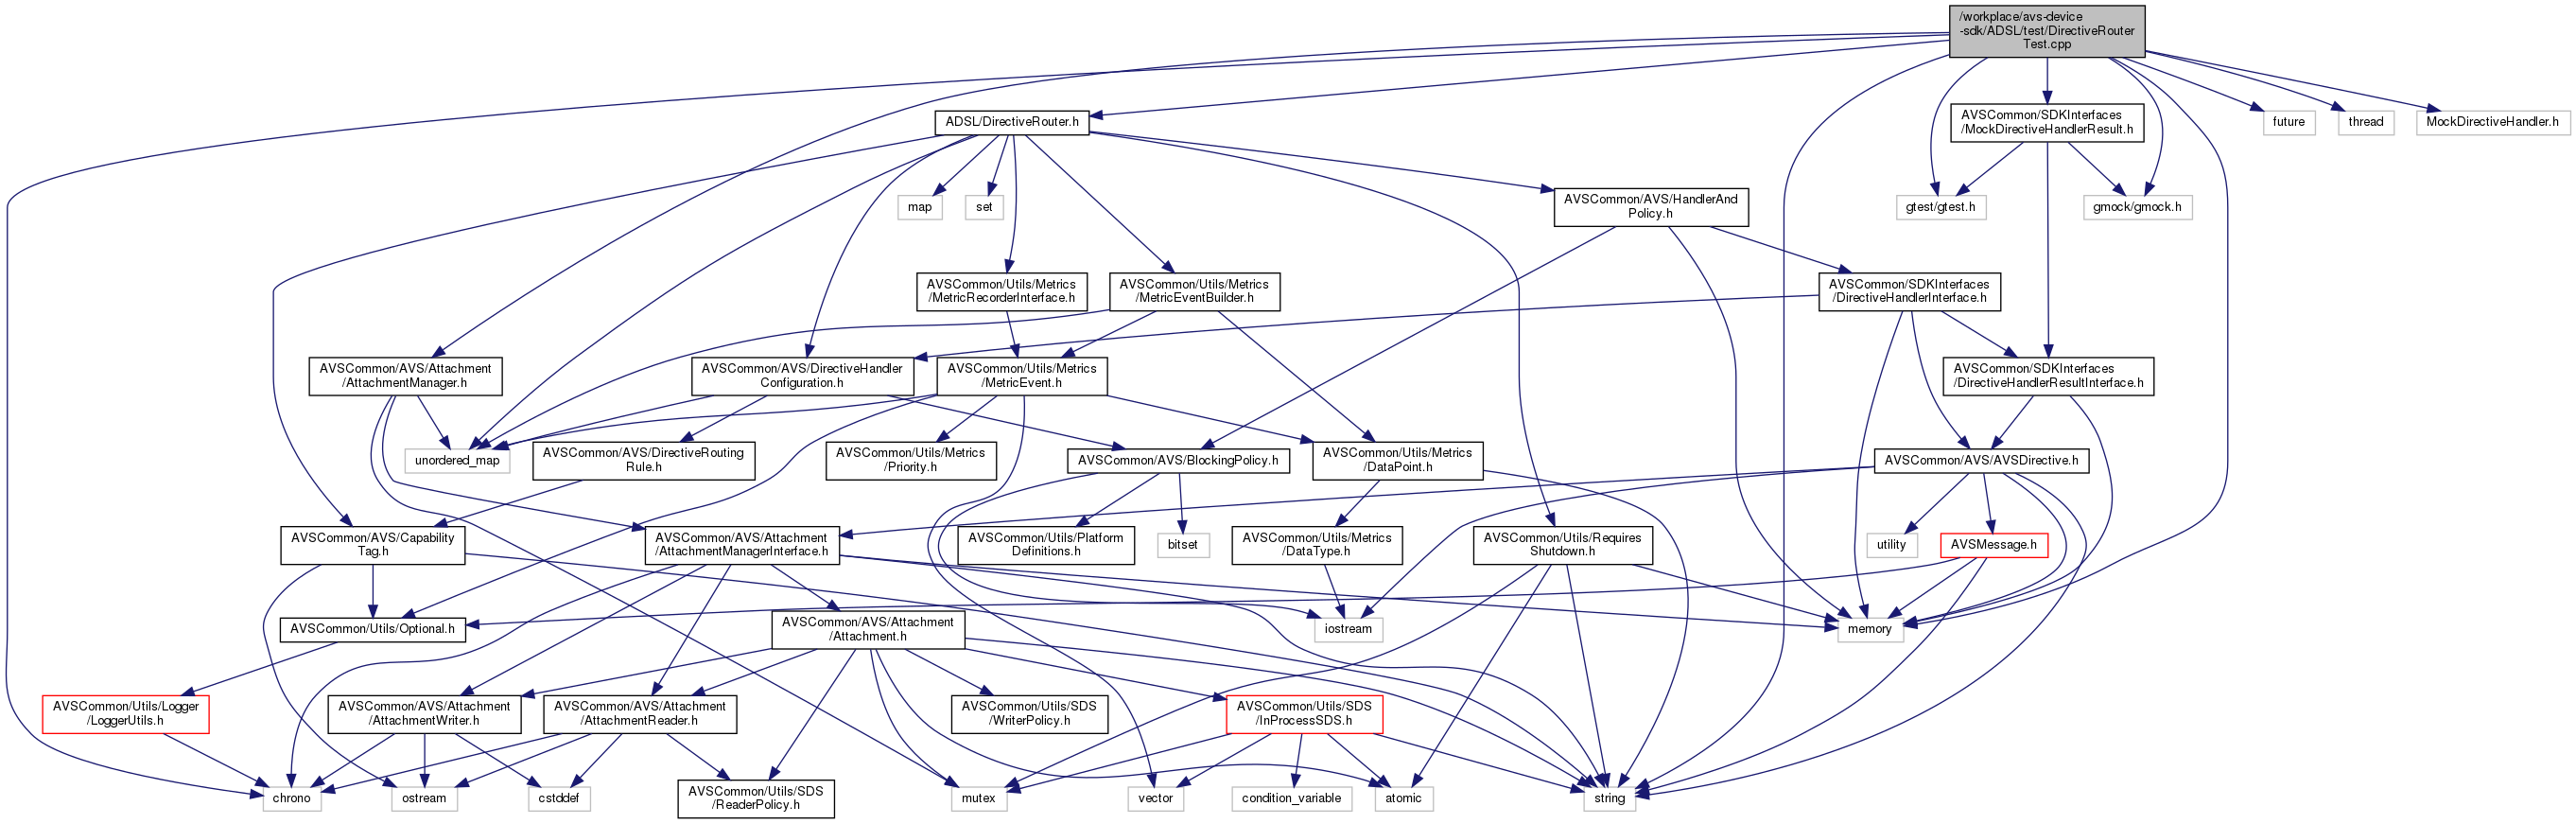 /workplace/avs-device
-sdk/ADSL/test/DirectiveRouter
Test.cpp
ADSL/DirectiveRouter.h
AVSCommon/SDKInterfaces
/MockDirectiveHandlerResult.h
future
thread
MockDirectiveHandler.h
map
set
AVSCommon/AVS/HandlerAnd
Policy.h
gtest/gtest.h
gmock/gmock.h
AVSCommon/Utils/Metrics
/MetricRecorderInterface.h
AVSCommon/Utils/Metrics
/MetricEventBuilder.h
AVSCommon/SDKInterfaces
/DirectiveHandlerInterface.h
AVSCommon/AVS/Attachment
/AttachmentManager.h
AVSCommon/AVS/DirectiveHandler
Configuration.h
AVSCommon/Utils/Metrics
/MetricEvent.h
AVSCommon/SDKInterfaces
/DirectiveHandlerResultInterface.h
unordered_map
AVSCommon/AVS/DirectiveRouting
Rule.h
AVSCommon/Utils/Metrics
/Priority.h
AVSCommon/AVS/BlockingPolicy.h
AVSCommon/Utils/Metrics
/DataPoint.h
AVSCommon/AVS/AVSDirective.h
AVSCommon/AVS/Capability
Tag.h
AVSCommon/AVS/Attachment
/AttachmentManagerInterface.h
AVSCommon/Utils/Platform
Definitions.h
bitset
AVSCommon/Utils/Metrics
/DataType.h
AVSCommon/Utils/Requires
Shutdown.h
utility
AVSMessage.h
AVSCommon/Utils/Optional.h
AVSCommon/AVS/Attachment
/Attachment.h
iostream
memory
AVSCommon/Utils/Logger
/LoggerUtils.h
AVSCommon/AVS/Attachment
/AttachmentWriter.h
AVSCommon/AVS/Attachment
/AttachmentReader.h
AVSCommon/Utils/SDS
/WriterPolicy.h
AVSCommon/Utils/SDS
/InProcessSDS.h
chrono
ostream
cstddef
AVSCommon/Utils/SDS
/ReaderPolicy.h
mutex
vector
condition_variable
atomic
string